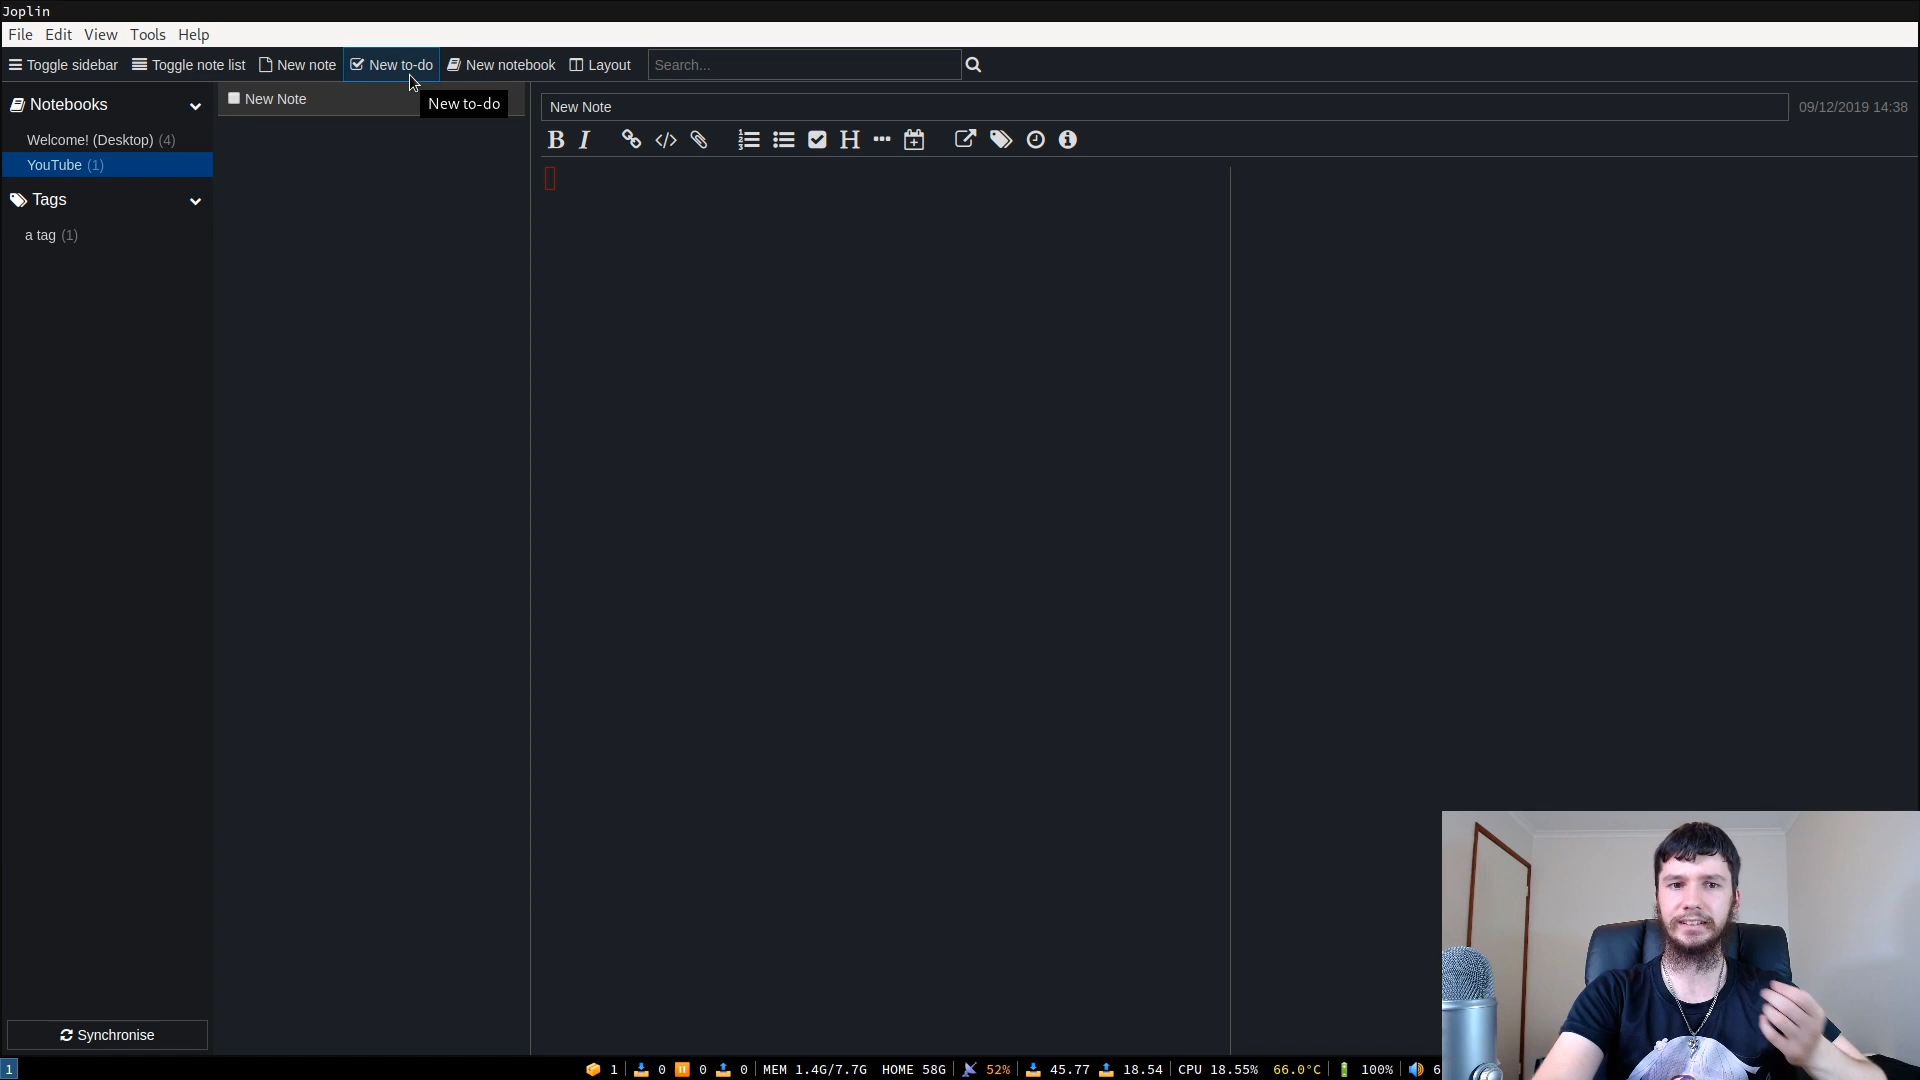 Joplin
File Edit View Tools Help
Toggle sidebar Toggle note list New note New to-do New notebook Layout Search...
Notebooks
Welcome! (Desktop) (4)
YouTube (1)
Tags
a tag (1)
Synchronise
New Note
New to-do
New Note 09/12/2019 14:38
B I </> H
1 1 0 0 0 MEM 1.4G/7.7G HOME 58G 52% 45.77 18.54 CPU 18.55% 66.0°C 100% 6